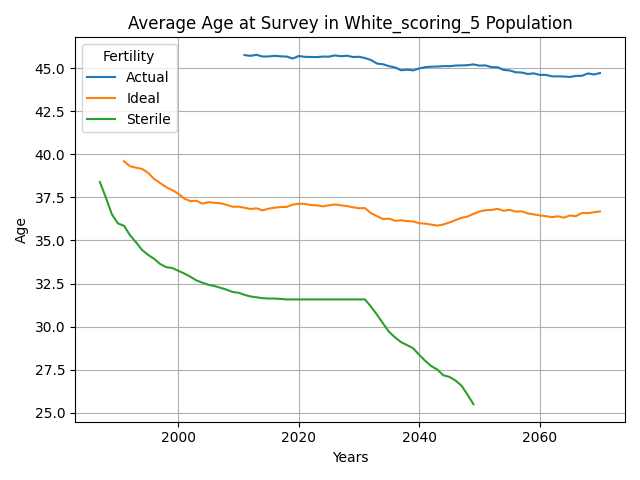 Average Age at Survey in White_scoring_5 Population
Fertility
Actual
Ideal
Sterile
45.0
42.5
40.0
37.5
35.0
32.5
30.0
27.5
25.0
Age
2000
2020
2040
2060
Years